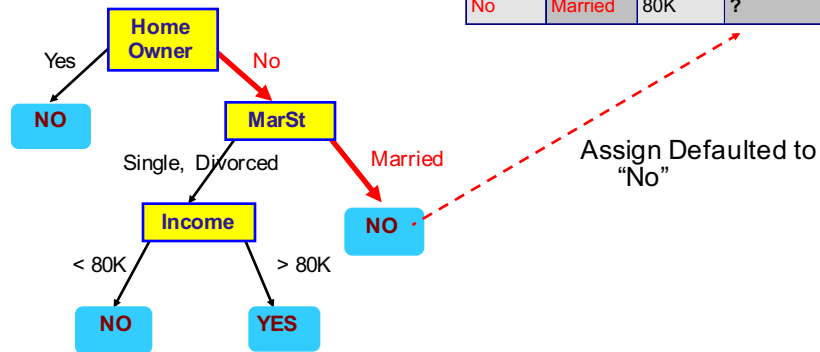 No Married 80K ?
Home
Owner
Yes
No
NO
MarSt
Single, Divorced
Married
Assign Defaulted to
“No”
Income
NO
< 80K
> 80K
NO
YES